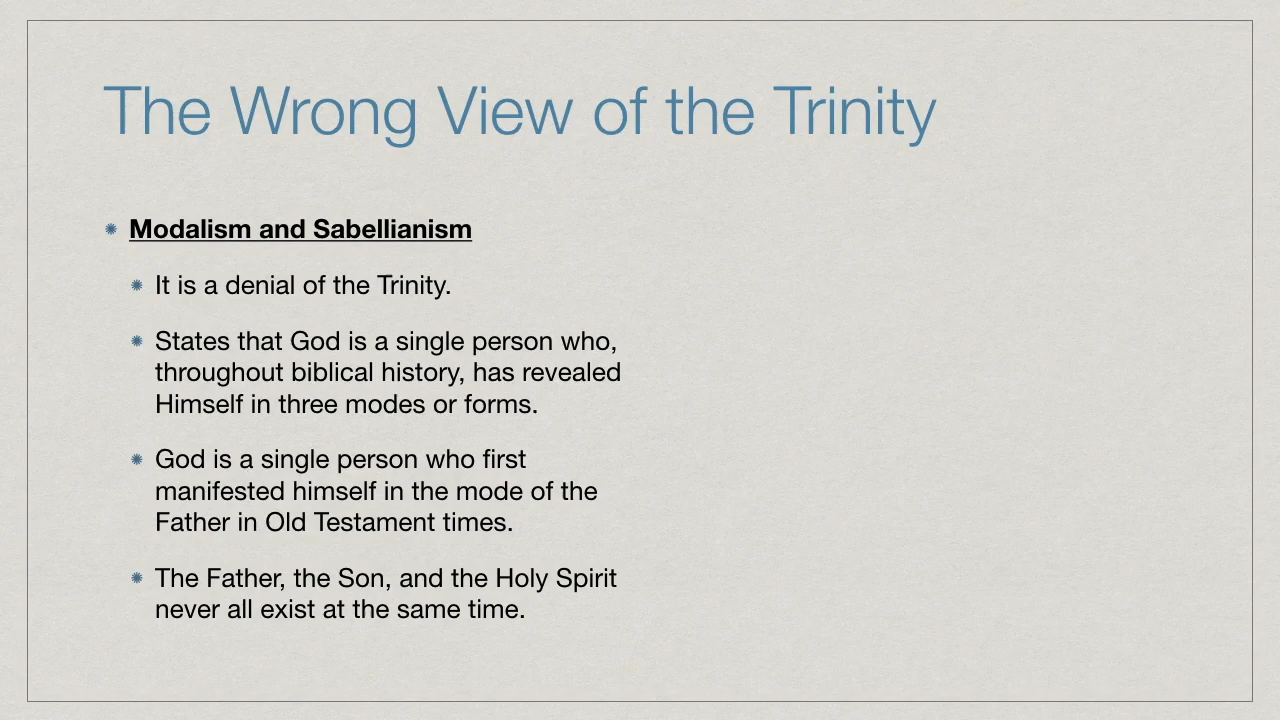 The Wrong View of the Trinity
Modalism and Sabellianism
It is a denial of the Trinity.
States that God is a single person who,
throughout biblical history, has revealed
Himself in three modes or forms.
God is a single person who first
manifested himself in the mode of the
Father in Old Testament times.
The Father, the Son, and the Holy Spirit
never all exist at the same time.